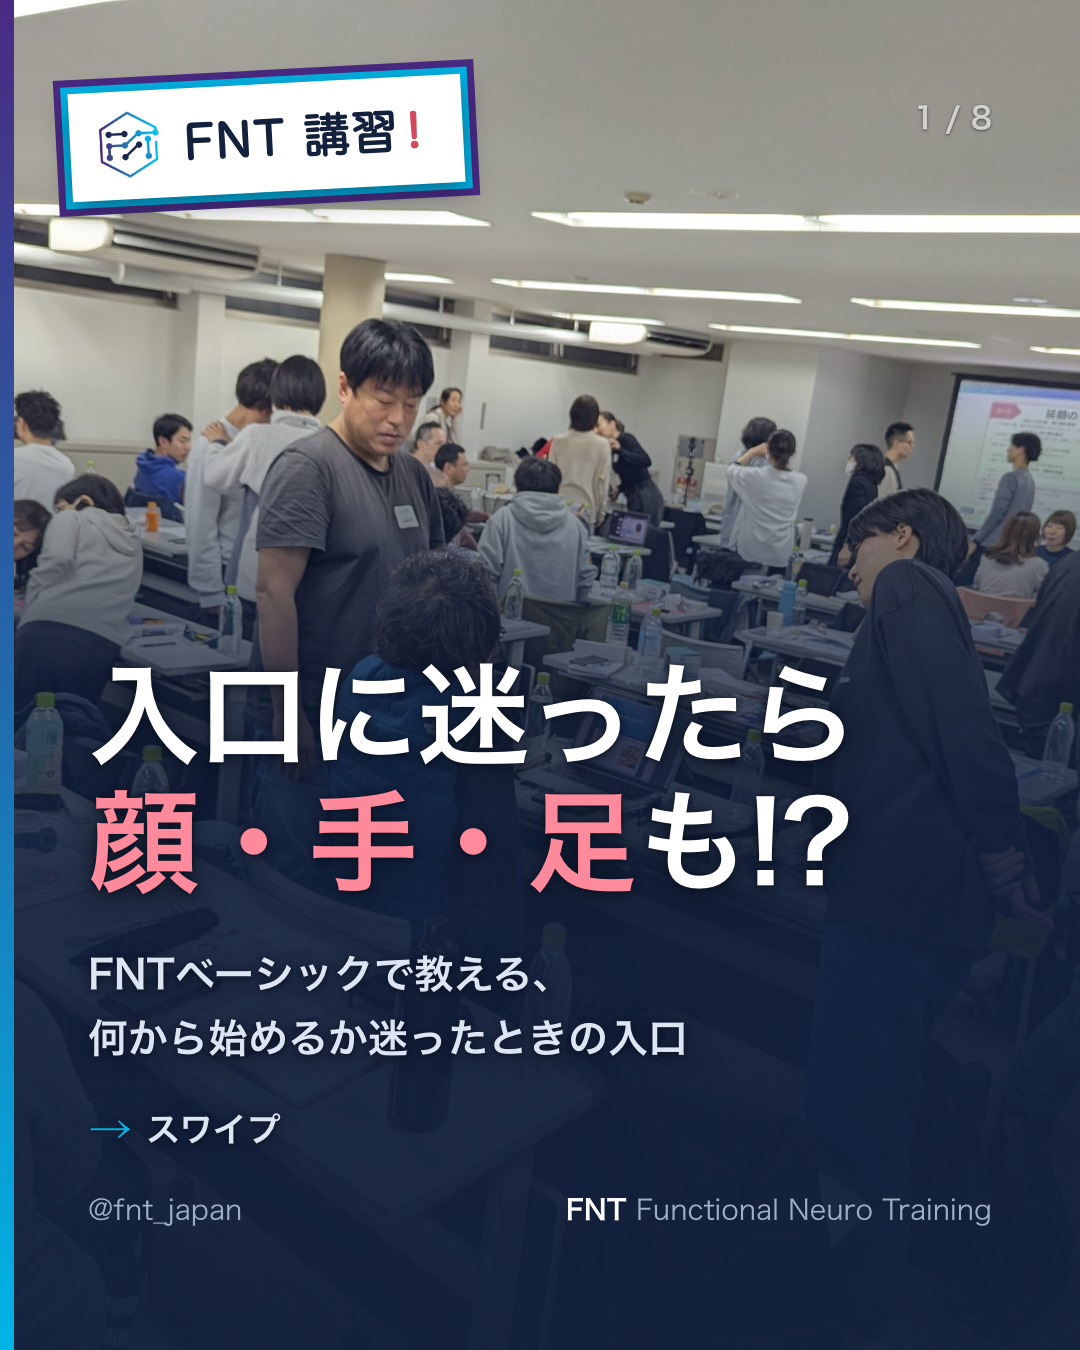 FNT 講習!
1 / 8
入口に迷ったら
顔・手・足も!?
FNTベーシックで教える、
何から始めるか迷ったときの入口
→ スワイプ
@fnt_japan
FNT Functional Neuro Training